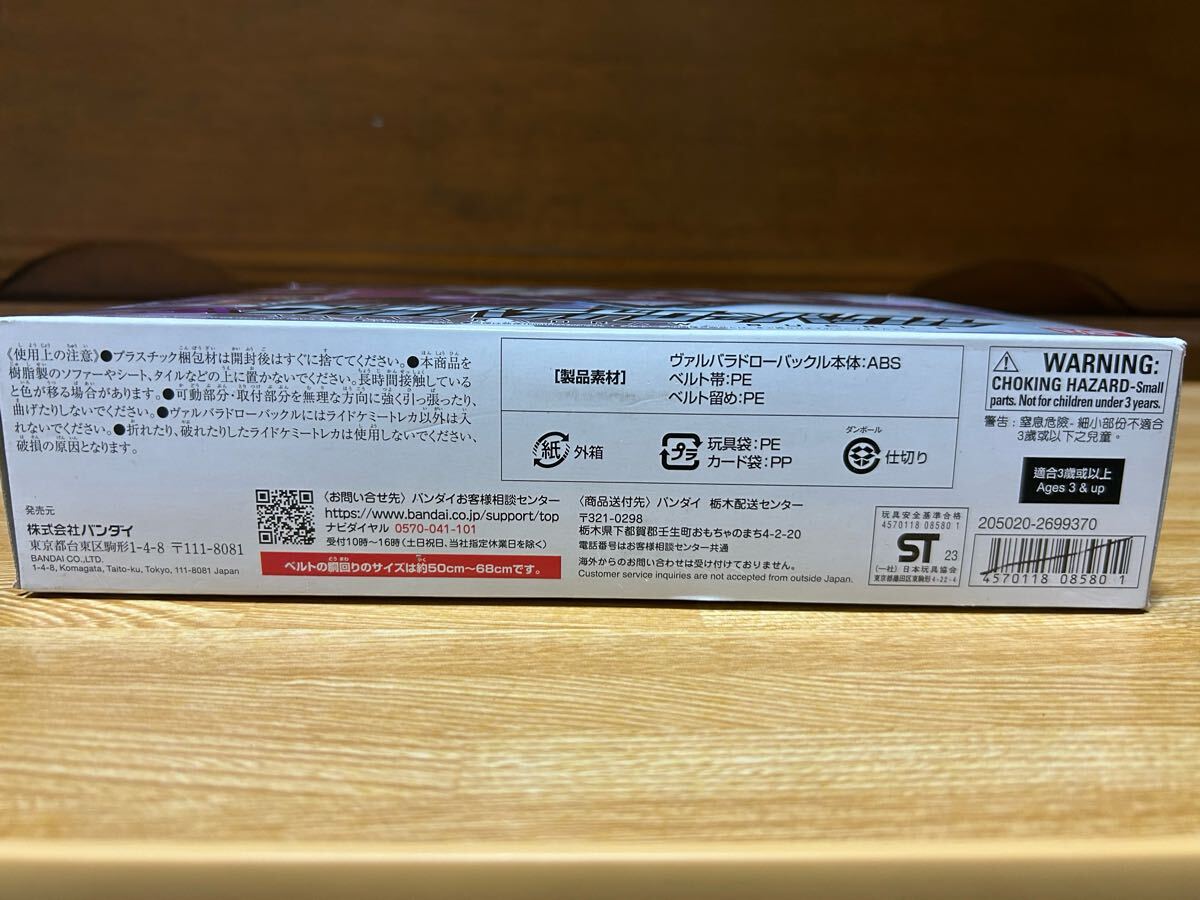 《使用上の注意》●プラスチック梱包材は開封後はすぐに捨ててください。●本商品を
樹脂製のソファーやシート、タイルなどの上に置かないでください。長時間接触している
と色が移る場合があります。●可動部分・取付部分を無理な方向に強く引っ張ったり、
曲げたりしないでください。●ヴァルバラドローバックルにはライドケミートレカ以外は入
れないでください。●折れたり、破れたりしたライドケミートレカは使用しないでください、
破損の原因となります。
発売元
株式会社バンダイ
東京都台東区駒形1-4-8 〒111-8081
BANDAI CO.,LTD.
1-4-8, Komagata, Taito-ku, Tokyo, 111-8081 Japan
〈お問い合せ先〉バンダイお客様相談センター
https://www.bandai.co.jp/support/top
ナビダイヤル 0570-041-101
受付10時〜16時(土日祝日、当社指定休業日を除く)
ベルトの胴回りのサイズは約50cm〜68cmです。
[製品素材]
ヴァルバラドローバックル本体:ABS
ベルト帯:PE
ベルト留め:PE
紙 外箱
プラ 玩具袋:PE
カード袋:PP
ダンボール
仕切り
〈商品送付先〉バンダイ 栃木配送センター
〒321-0298
栃木県下都賀郡壬生町おもちゃのまち4-2-20
電話番号はお客様相談センター共通
海外からのお問い合わせは受け付けておりません。
Customer service inquiries are not accepted from outside Japan.
玩具安全基準合格
4570118 08580 1
ST 23
(一社)日本玩具協会
WARNING:
CHOKING HAZARD-Small
parts. Not for children under 3 years.
警告:窒息危險-細小部份不適合
3歲或以下之兒童。
適合3歲或以上
Ages 3 & up
205020-2699370
4570118 08580 1